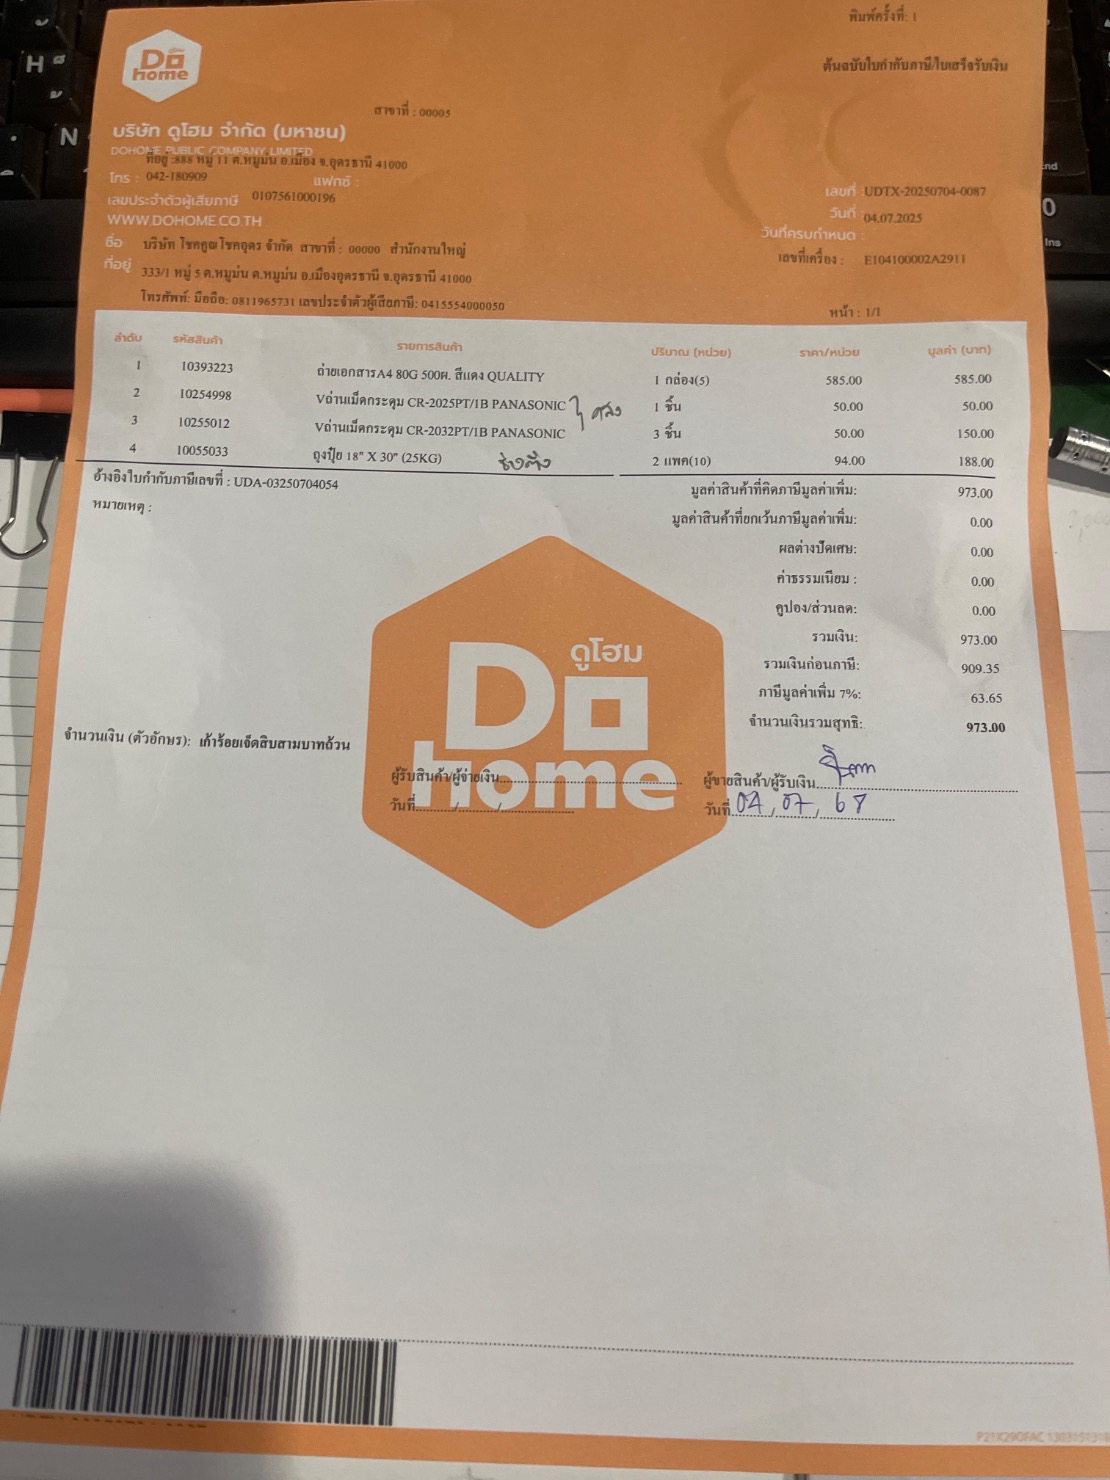 พิมพ์ครั้งที่: 1
Do ดูโฮม
home
ต้นฉบับใบกำกับภาษี/ใบเสร็จรับเงิน
สาขาที่ : 00005
บริษัท ดูโฮม จำกัด (มหาชน)
DOHOME PUBLIC COMPANY LIMITED
ที่อยู่ :888 หมู่ 11 ต.หมูม่น อ.เมือง จ.อุดรธานี 41000
โทร : 042-180909 แฟกซ์ :
เลขประจำตัวผู้เสียภาษี 0107561000196
WWW.DOHOME.CO.TH
เลขที่ UDTX-20250704-0087
วันที่ 04.07.2025
วันที่ครบกำหนด :
เลขที่เครื่อง : E104100002A2911
ชื่อ บริษัท โชคคูณโชคอุดร จำกัด สาขาที่ : 00000 สำนักงานใหญ่
ที่อยู่ 333/1 หมู่ 5 ต.หมูม่น ต.หมูม่น อ.เมืองอุดรธานี จ.อุดรธานี 41000
โทรศัพท์: มือถือ: 0811965731 เลขประจำตัวผู้เสียภาษี: 0415554000050
หน้า : 1/1
ลำดับ รหัสสินค้า รายการสินค้า ปริมาณ (หน่วย) ราคา/หน่วย มูลค่า (บาท)
1 10393223 ถ่ายเอกสารA4 80G 500ผ. สีแดง QUALITY 1 กล่อง(5) 585.00 585.00
2 10254998 Vถ่านเม็ดกระดุม CR-2025PT/1B PANASONIC 1 ชิ้น 50.00 50.00
3 10255012 Vถ่านเม็ดกระดุม CR-2032PT/1B PANASONIC 3 ชิ้น 50.00 150.00
4 10055033 ถุงปุ๋ย 18" X 30" (25KG) 2 แพค(10) 94.00 188.00
อ้างอิงใบกำกับภาษีเลขที่ : UDA-03250704054
หมายเหตุ :
มูลค่าสินค้าที่คิดภาษีมูลค่าเพิ่ม: 973.00
มูลค่าสินค้าที่ยกเว้นภาษีมูลค่าเพิ่ม: 0.00
ผลต่างปัดเศษ: 0.00
ค่าธรรมเนียม : 0.00
คูปอง/ส่วนลด: 0.00
รวมเงิน: 973.00
รวมเงินก่อนภาษี: 909.35
ภาษีมูลค่าเพิ่ม 7%: 63.65
จำนวนเงินรวมสุทธิ: 973.00
ดูโฮม
Do
home
จำนวนเงิน (ตัวอักษร): เก้าร้อยเจ็ดสิบสามบาทถ้วน
ผู้รับสินค้า/ผู้จ่ายเงิน
วันที่ / /
ผู้ขายสินค้า/ผู้รับเงิน
วันที่ 04 / 07 / 68